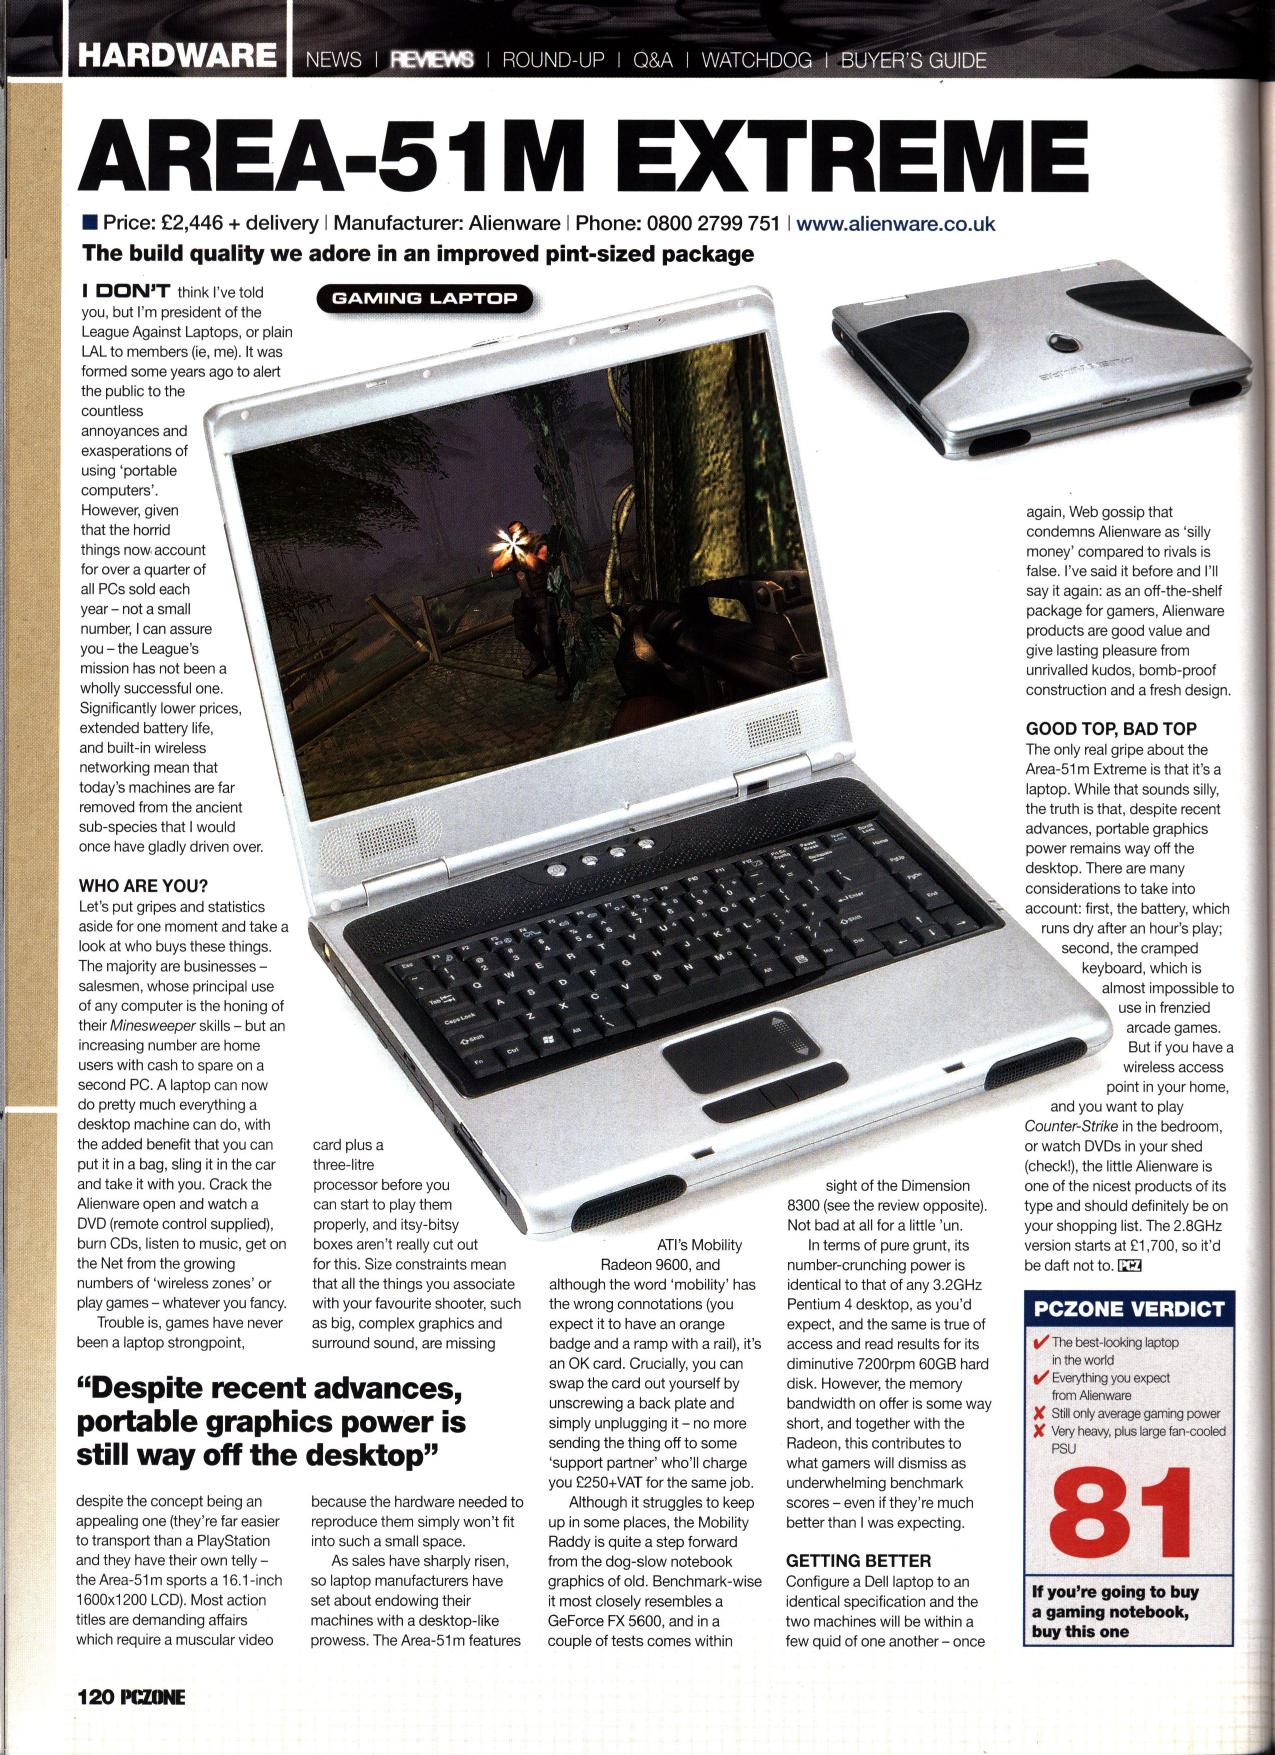 HARDWARE
NEWS | REVIEWS | ROUND-UP | Q&A | WATCHDOG | BUYER'S GUIDE
AREA-51M EXTREME
■ Price: £2,446 + delivery | Manufacturer: Alienware | Phone: 0800 2799 751 | www.alienware.co.uk
The build quality we adore in an improved pint-sized package
GAMING LAPTOP
I DON'T think I've told
you, but I'm president of the
League Against Laptops, or plain
LAL to members (ie, me). It was
formed some years ago to alert
the public to the
countless
annoyances and
exasperations of
using 'portable
computers'.
However, given
that the horrid
things now account
for over a quarter of
all PCs sold each
year – not a small
number, I can assure
you – the League's
mission has not been a
wholly successful one.
Significantly lower prices,
extended battery life,
and built-in wireless
networking mean that
today's machines are far
removed from the ancient
sub-species that I would
once have gladly driven over.
WHO ARE YOU?
Let's put gripes and statistics
aside for one moment and take a
look at who buys these things.
The majority are businesses –
salesmen, whose principal use
of any computer is the honing of
their Minesweeper skills – but an
increasing number are home
users with cash to spare on a
second PC. A laptop can now
do pretty much everything a
desktop machine can do, with
the added benefit that you can
put it in a bag, sling it in the car
and take it with you. Crack the
Alienware open and watch a
DVD (remote control supplied),
burn CDs, listen to music, get on
the Net from the growing
numbers of 'wireless zones' or
play games – whatever you fancy.
Trouble is, games have never
been a laptop strongpoint,
"Despite recent advances,
portable graphics power is
still way off the desktop"
despite the concept being an
appealing one (they're far easier
to transport than a PlayStation
and they have their own telly –
the Area-51m sports a 16.1-inch
1600x1200 LCD). Most action
titles are demanding affairs
which require a muscular video
card plus a
three-litre
processor before you
can start to play them
properly, and itsy-bitsy
boxes aren't really cut out
for this. Size constraints mean
that all the things you associate
with your favourite shooter, such
as big, complex graphics and
surround sound, are missing
because the hardware needed to
reproduce them simply won't fit
into such a small space.
As sales have sharply risen,
so laptop manufacturers have
set about endowing their
machines with a desktop-like
prowess. The Area-51m features
ATI's Mobility
Radeon 9600, and
although the word 'mobility' has
the wrong connotations (you
expect it to have an orange
badge and a ramp with a rail), it's
an OK card. Crucially, you can
swap the card out yourself by
unscrewing a back plate and
simply unplugging it – no more
sending the thing off to some
'support partner' who'll charge
you £250+VAT for the same job.
Although it struggles to keep
up in some places, the Mobility
Raddy is quite a step forward
from the dog-slow notebook
graphics of old. Benchmark-wise
it most closely resembles a
GeForce FX 5600, and in a
couple of tests comes within
sight of the Dimension
8300 (see the review opposite).
Not bad at all for a little 'un.
In terms of pure grunt, its
number-crunching power is
identical to that of any 3.2GHz
Pentium 4 desktop, as you'd
expect, and the same is true of
access and read results for its
diminutive 7200rpm 60GB hard
disk. However, the memory
bandwidth on offer is some way
short, and together with the
Radeon, this contributes to
what gamers will dismiss as
underwhelming benchmark
scores – even if they're much
better than I was expecting.
GETTING BETTER
Configure a Dell laptop to an
identical specification and the
two machines will be within a
few quid of one another – once
again, Web gossip that
condemns Alienware as 'silly
money' compared to rivals is
false. I've said it before and I'll
say it again: as an off-the-shelf
package for gamers, Alienware
products are good value and
give lasting pleasure from
unrivalled kudos, bomb-proof
construction and a fresh design.
GOOD TOP, BAD TOP
The only real gripe about the
Area-51m Extreme is that it's a
laptop. While that sounds silly,
the truth is that, despite recent
advances, portable graphics
power remains way off the
desktop. There are many
considerations to take into
account: first, the battery, which
runs dry after an hour's play;
second, the cramped
keyboard, which is
almost impossible to
use in frenzied
arcade games.
But if you have a
wireless access
point in your home,
and you want to play
Counter-Strike in the bedroom,
or watch DVDs in your shed
(check!), the little Alienware is
one of the nicest products of its
type and should definitely be on
your shopping list. The 2.8GHz
version starts at £1,700, so it'd
be daft not to. PCZ
PCZONE VERDICT
✔ The best-looking laptop
in the world
✔ Everything you expect
from Alienware
✘ Still only average gaming power
✘ Very heavy, plus large fan-cooled
PSU
81
If you're going to buy
a gaming notebook,
buy this one
120 PCZONE